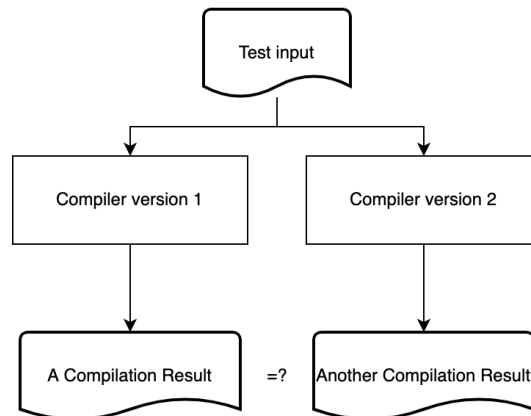 Test input
Compiler version 1
Compiler version 2
A Compilation Result
=?
Another Compilation Result